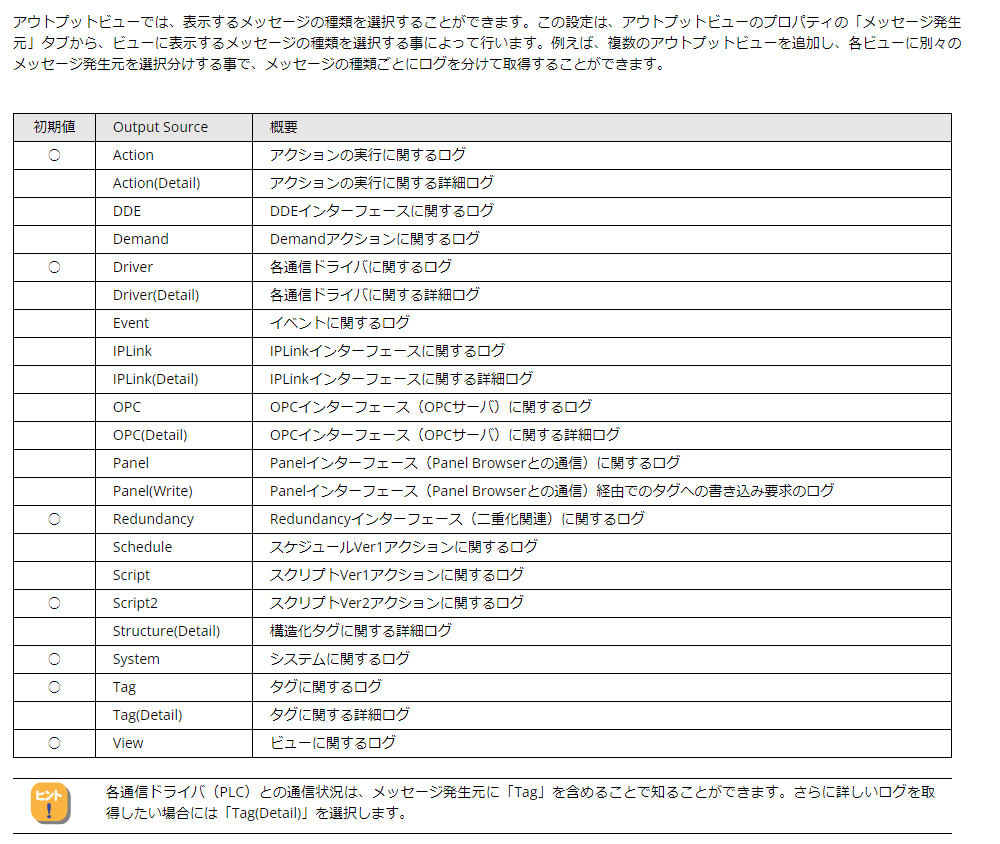 アウトプットビューでは、表示するメッセージの種類を選択することができます。この設定は、アウトプットビューのプロパティの「メッセージ発生
元」タブから、ビューに表示するメッセージの種類を選択する事によって行います。例えば、複数のアウトプットビューを追加し、各ビューに別々の
メッセージ発生元を選択分けする事で、メッセージの種類ごとにログを分けて取得することができます。
初期値 Output Source 概要
○ Action アクションの実行に関するログ
Action(Detail) アクションの実行に関する詳細ログ
DDE DDEインターフェースに関するログ
Demand Demandアクションに関するログ
○ Driver 各通信ドライバに関するログ
Driver(Detail) 各通信ドライバに関する詳細ログ
Event イベントに関するログ
IPLink IPLinkインターフェースに関するログ
IPLink(Detail) IPLinkインターフェースに関する詳細ログ
OPC OPCインターフェース（OPCサーバ）に関するログ
OPC(Detail) OPCインターフェース（OPCサーバ）に関する詳細ログ
Panel Panelインターフェース（Panel Browserとの通信）に関するログ
Panel(Write) Panelインターフェース（Panel Browserとの通信）経由でのタグへの書き込み要求のログ
○ Redundancy Redundancyインターフェース（二重化関連）に関するログ
Schedule スケジュールVer1アクションに関するログ
Script スクリプトVer1アクションに関するログ
○ Script2 スクリプトVer2アクションに関するログ
Structure(Detail) 構造化タグに関する詳細ログ
○ System システムに関するログ
○ Tag タグに関するログ
Tag(Detail) タグに関する詳細ログ
○ View ビューに関するログ
ヒント
!
各通信ドライバ（PLC）との通信状況は、メッセージ発生元に「Tag」を含めることで知ることができます。さらに詳しいログを取
得したい場合には「Tag(Detail)」を選択します。